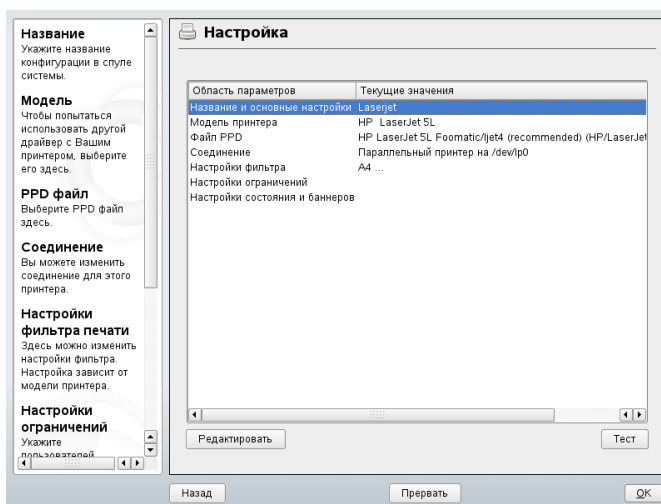 Название
Укажите название
конфигурации в спуле
системы.
Модель
Чтобы попытаться
использовать другой
драйвер с Вашим
принтером, выберите
его здесь.
PPD файл
Выберите PPD файл
здесь.
Соединение
Вы можете изменить
соединение для этого
принтера.
Настройки
фильтра печати
Здесь можно изменить
настройки фильтра.
Настройка зависит от
модели принтера.
Настройки
ограничений
Укажите
пользователей
Настройка
Область параметров Текущие значения
Название и основные настройки Laserjet
Модель принтера HP LaserJet 5L
Файл PPD HP LaserJet 5L Foomatic/ljet4 (recommended) (HP/LaserJet
Соединение Параллельный принтер на /dev/lp0
Настройки фильтра A4 ...
Настройки ограничений
Настройки состояния и баннеров
Редактировать Тест
Назад Прервать OK